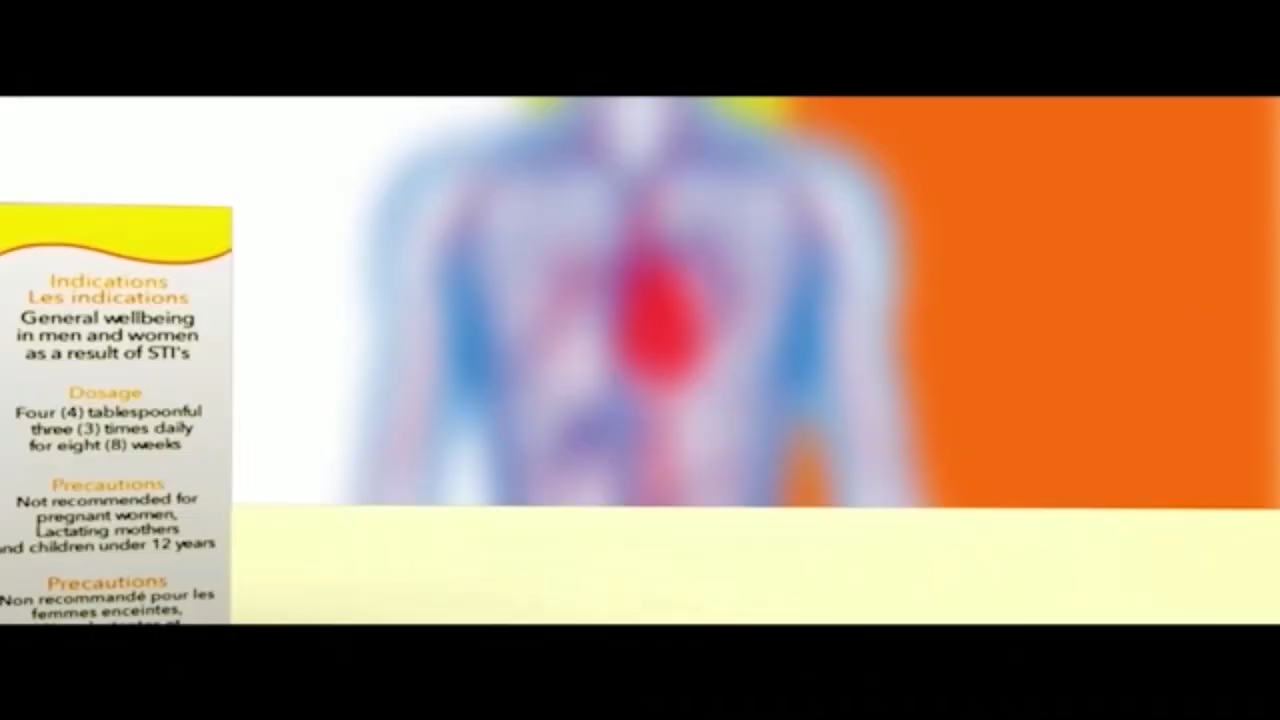 Indications
Les indications
General wellbeing
in men and women
as a result of STI's
Dosage
Four (4) tablespoonful
three (3) times daily
for eight (8) weeks
Precautions
Not recommended for
pregnant women,
Lactating mothers
and children under 12 years
Precautions
Non recommandé pour les
femmes enceintes,